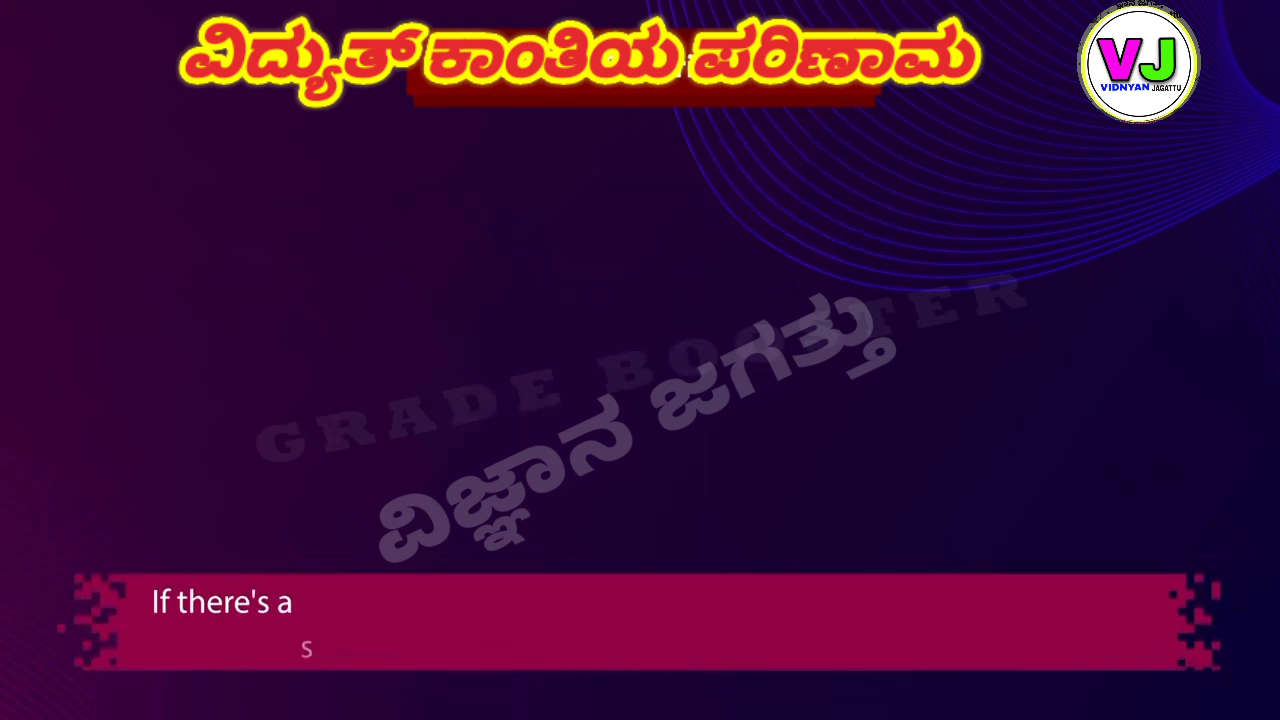 ವಿದ್ಯುತ್ ಕಾಂತಿಯ ಪರಿಣಾಮ
VJ
VIDNYAN JAGATTU
GRADE BOOSTER
ವಿಜ್ಞಾನ ಜಗತ್ತು
If there's a
s